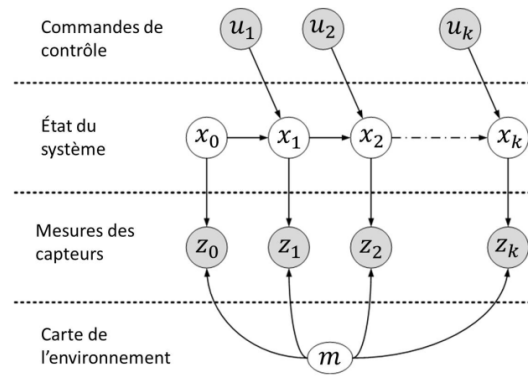 Commandes de
contrôle
u₁ u₂ uₖ
État du
système
x₀ x₁ x₂ xₖ
Mesures des
capteurs
z₀ z₁ z₂ zₖ
Carte de
l'environnement
m